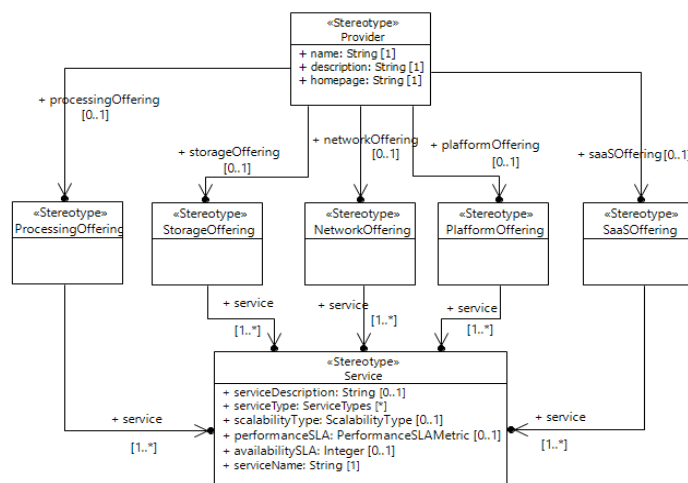 «Stereotype»
Provider
+ name: String [1]
+ description: String [1]
+ homepage: String [1]
+ processingOffering
[0..1]
+ storageOffering
[0..1]
+ networkOffering
[0..1]
+ plafformOffering
[0..1]
+ saaSOffering
[0..1]
«Stereotype»
ProcessingOffering
«Stereotype»
StorageOffering
«Stereotype»
NetworkOffering
«Stereotype»
PlafformOffering
«Stereotype»
SaaSOffering
+ service
[1..*]
+ service
[1..*]
+ service
[1..*]
«Stereotype»
Service
+ serviceDescription: String [0..1]
+ serviceType: ServiceTypes [*]
+ scalabilityType: ScalabilityType [0..1]
+ performanceSLA: PerformanceSLAMetric [0..1]
+ availabilitySLA: Integer [0..1]
+ serviceName: String [1]
+ service
[1..*]
+ service
[1..*]